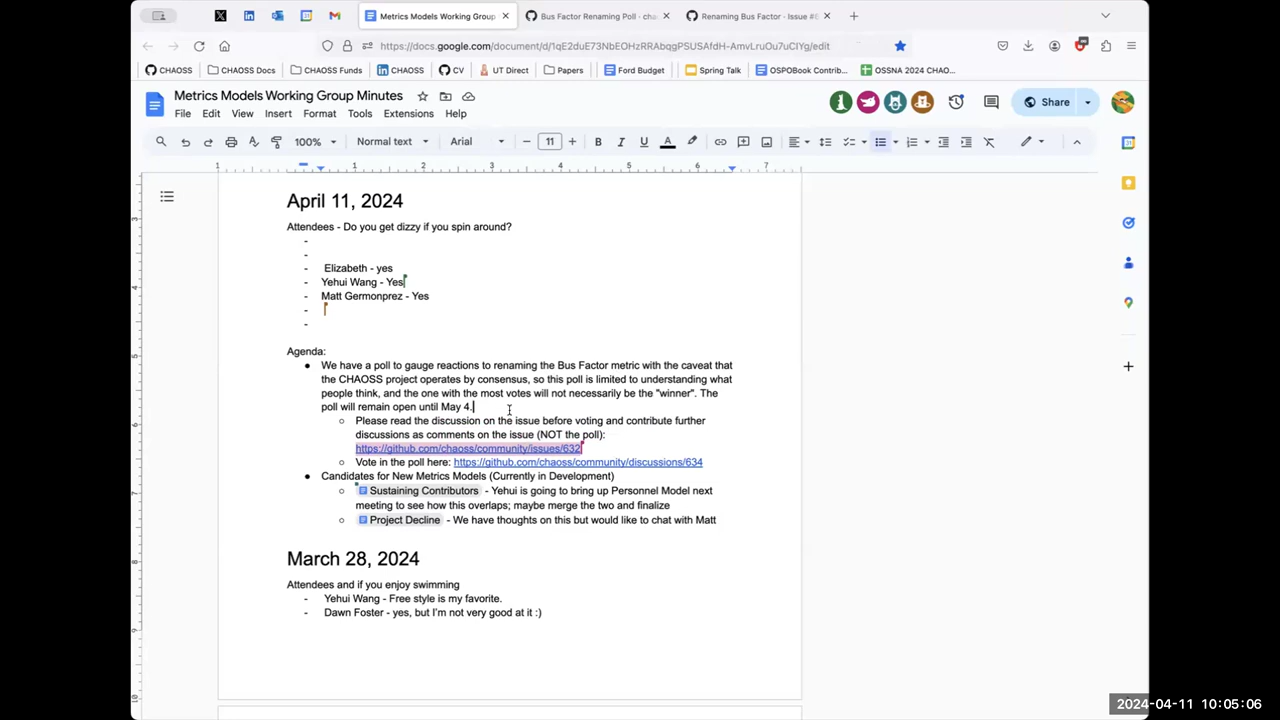 Metrics Models Working Group
Bus Factor Renaming Poll · cha
Renaming Bus Factor · Issue #6
https://docs.google.com/document/d/1qE2duE73NbEOHzRRAbqgPSUSAfdH-AmvLruOu7uCIYg/edit
CHAOSS
CHAOSS Docs
CHAOSS Funds
CHAOSS
CV
UT Direct
Papers
Ford Budget
Spring Talk
OSPOBook Contrib...
OSSNA 2024 CHAO...
Metrics Models Working Group Minutes
File Edit View Insert Format Tools Extensions Help
Share
100% Normal text Arial 11
1 1 2 3 4 5 6 7
April 11, 2024
Attendees - Do you get dizzy if you spin around?
-
-
- Elizabeth - yes
- Yehui Wang - Yes
- Matt Germonprez - Yes
-
-
Agenda:
● We have a poll to gauge reactions to renaming the Bus Factor metric with the caveat that
the CHAOSS project operates by consensus, so this poll is limited to understanding what
people think, and the one with the most votes will not necessarily be the "winner". The
poll will remain open until May 4.
○ Please read the discussion on the issue before voting and contribute further
discussions as comments on the issue (NOT the poll):
https://github.com/chaoss/community/issues/632
○ Vote in the poll here: https://github.com/chaoss/community/discussions/634
● Candidates for New Metrics Models (Currently in Development)
○ Sustaining Contributors - Yehui is going to bring up Personnel Model next
meeting to see how this overlaps; maybe merge the two and finalize
○ Project Decline - We have thoughts on this but would like to chat with Matt
March 28, 2024
Attendees and if you enjoy swimming
- Yehui Wang - Free style is my favorite.
- Dawn Foster - yes, but I'm not very good at it :)
2024-04-11 10:05:06